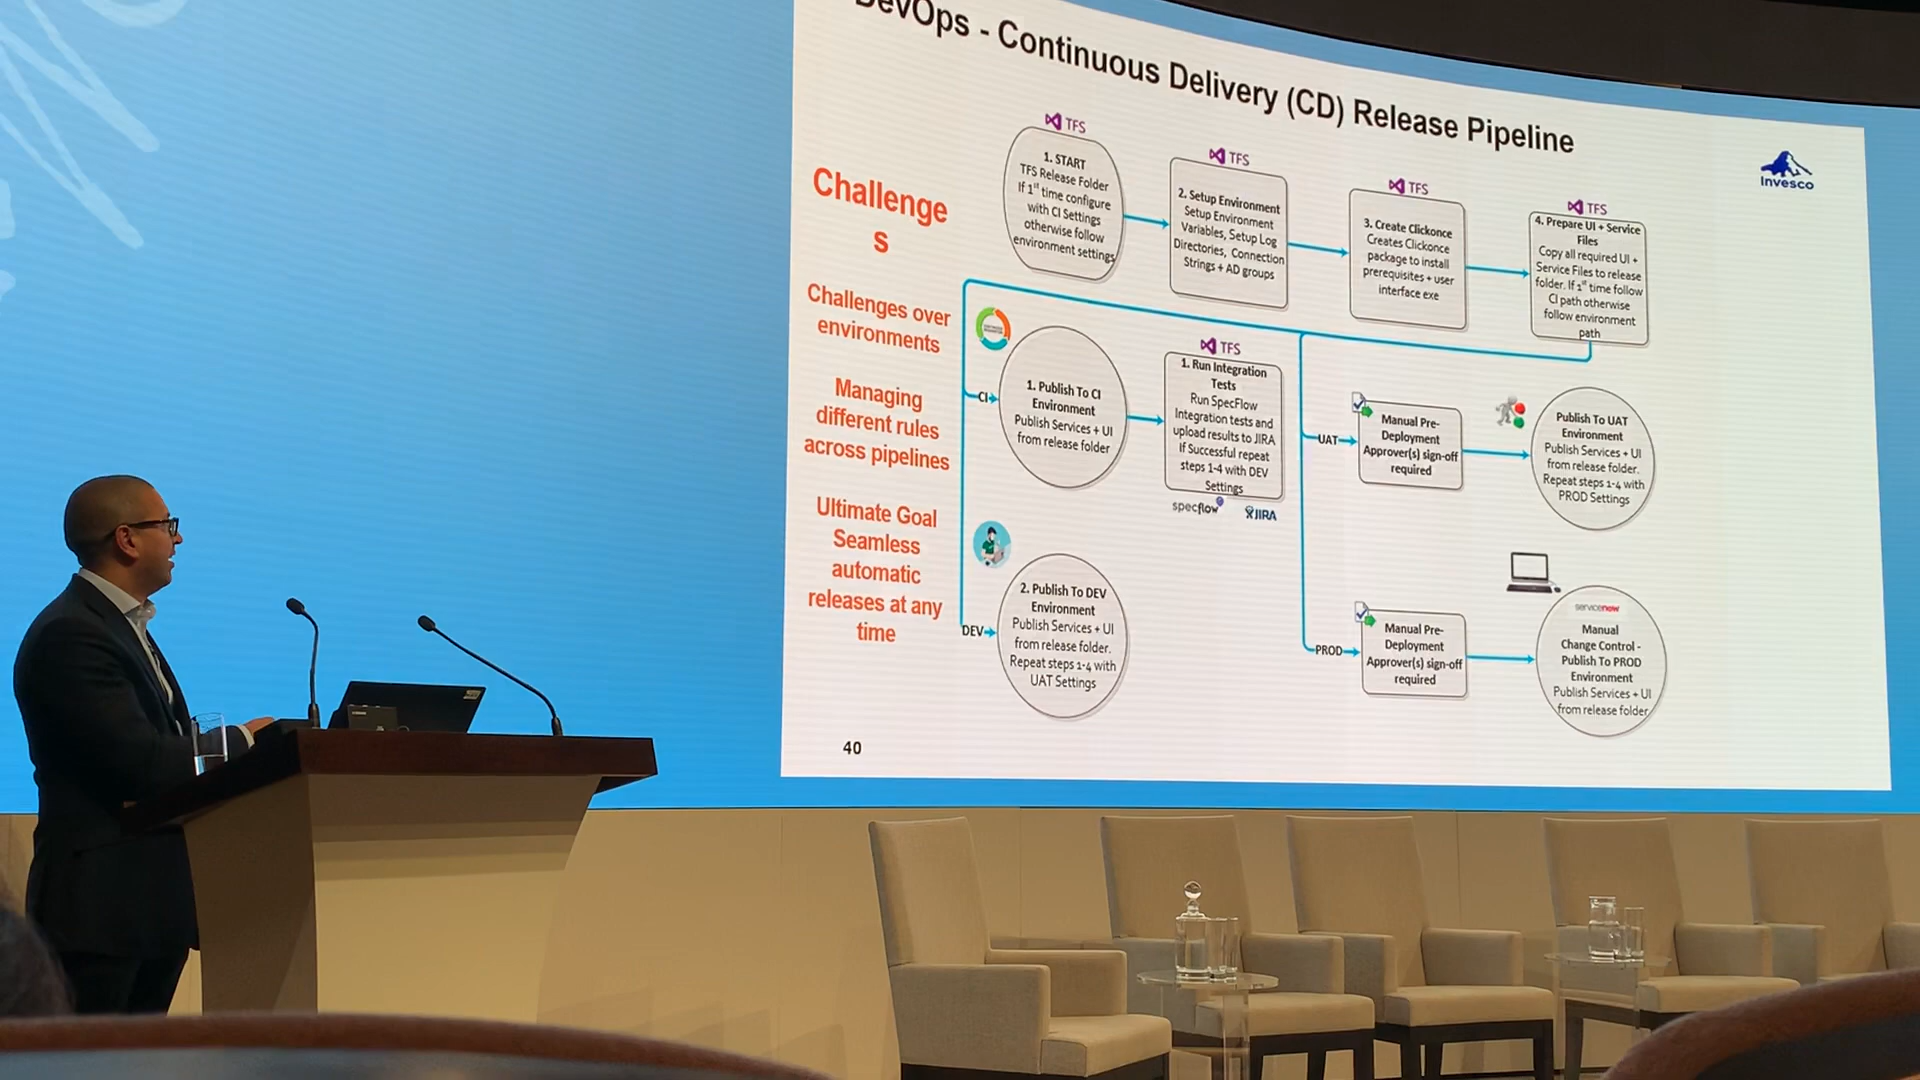 DevOps - Continuous Delivery (CD) Release Pipeline
Invesco
Challenge
s
Challenges over
environments
Managing
different rules
across pipelines
Ultimate Goal
Seamless
automatic
releases at any
time
TFS
1. START
TFS Release Folder
If 1st time configure
with CI Settings
otherwise follow
environment settings
TFS
2. Setup Environment
Setup Environment
Variables, Setup Log
Directories, Connection
Strings + AD groups
TFS
3. Create Clickonce
Creates Clickonce
package to install
prerequisites + user
interface exe
TFS
4. Prepare UI + Service
Files
Copy all required UI +
Service Files to release
folder. If 1st time follow
CI path otherwise
follow environment
path
CI
1. Publish To CI
Environment
Publish Services + UI
from release folder
TFS
1. Run Integration
Tests
Run SpecFlow
Integration tests and
upload results to JIRA
If Successful repeat
steps 1-4 with DEV
Settings
specflow
JIRA
UAT
Manual Pre-
Deployment
Approver(s) sign-off
required
Publish To UAT
Environment
Publish Services + UI
from release folder.
Repeat steps 1-4 with
PROD Settings
DEV
2. Publish To DEV
Environment
Publish Services + UI
from release folder.
Repeat steps 1-4 with
UAT Settings
PROD
Manual Pre-
Deployment
Approver(s) sign-off
required
servicenow
Manual
Change Control -
Publish To PROD
Environment
Publish Services + UI
from release folder
40